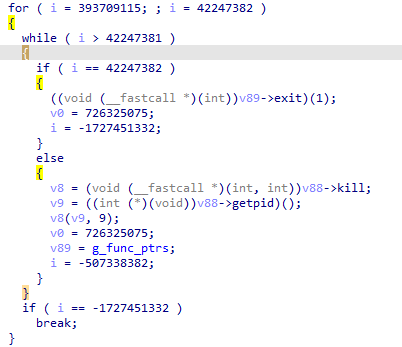 for ( i = 393709115; ; i = 42247382 )
{
while ( i > 42247381 )
{
if ( i == 42247382 )
{
((void (__fastcall *)(int))v89->exit)(1);
v0 = 726325075;
i = -1727451332;
}
else
{
v8 = (void (__fastcall *)(int, int))v88->kill;
v9 = ((int (*)(void))v88->getpid)();
v8(v9, 9);
v0 = 726325075;
v89 = g_func_ptrs;
i = -507338382;
}
}
if ( i == -1727451332 )
break;
}